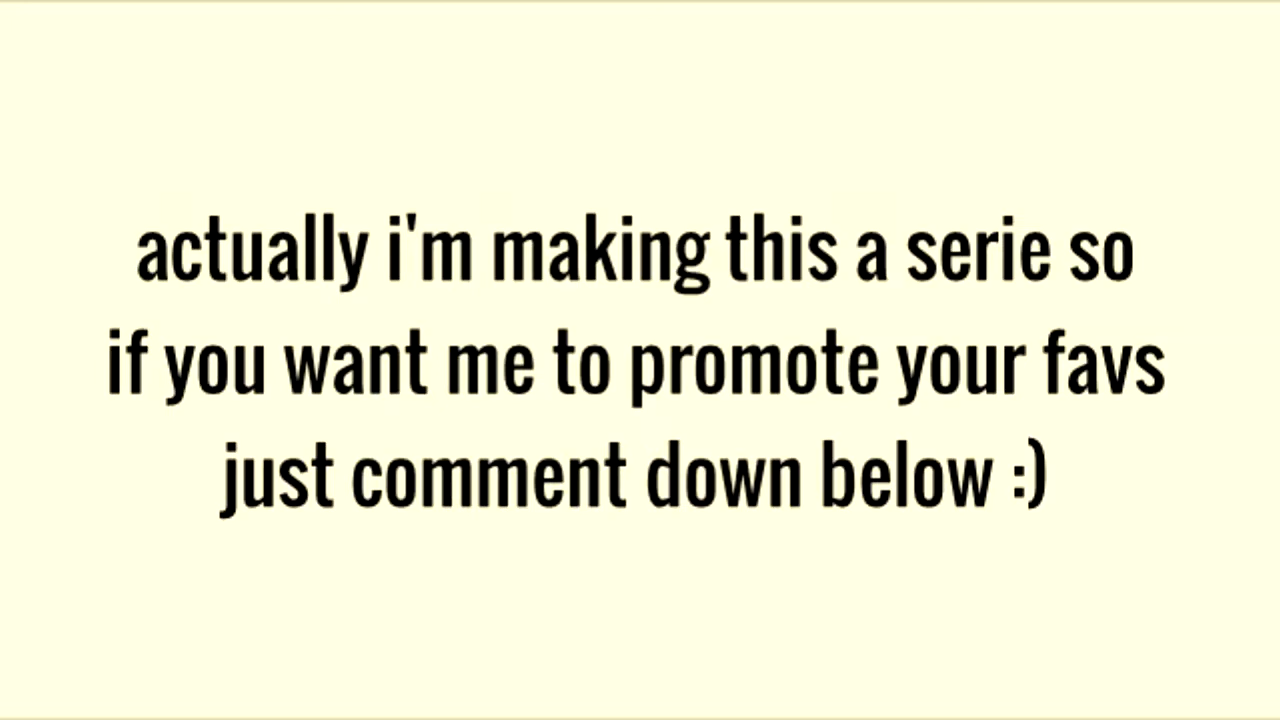 actually i'm making this a serie so
if you want me to promote your favs
just comment down below :)